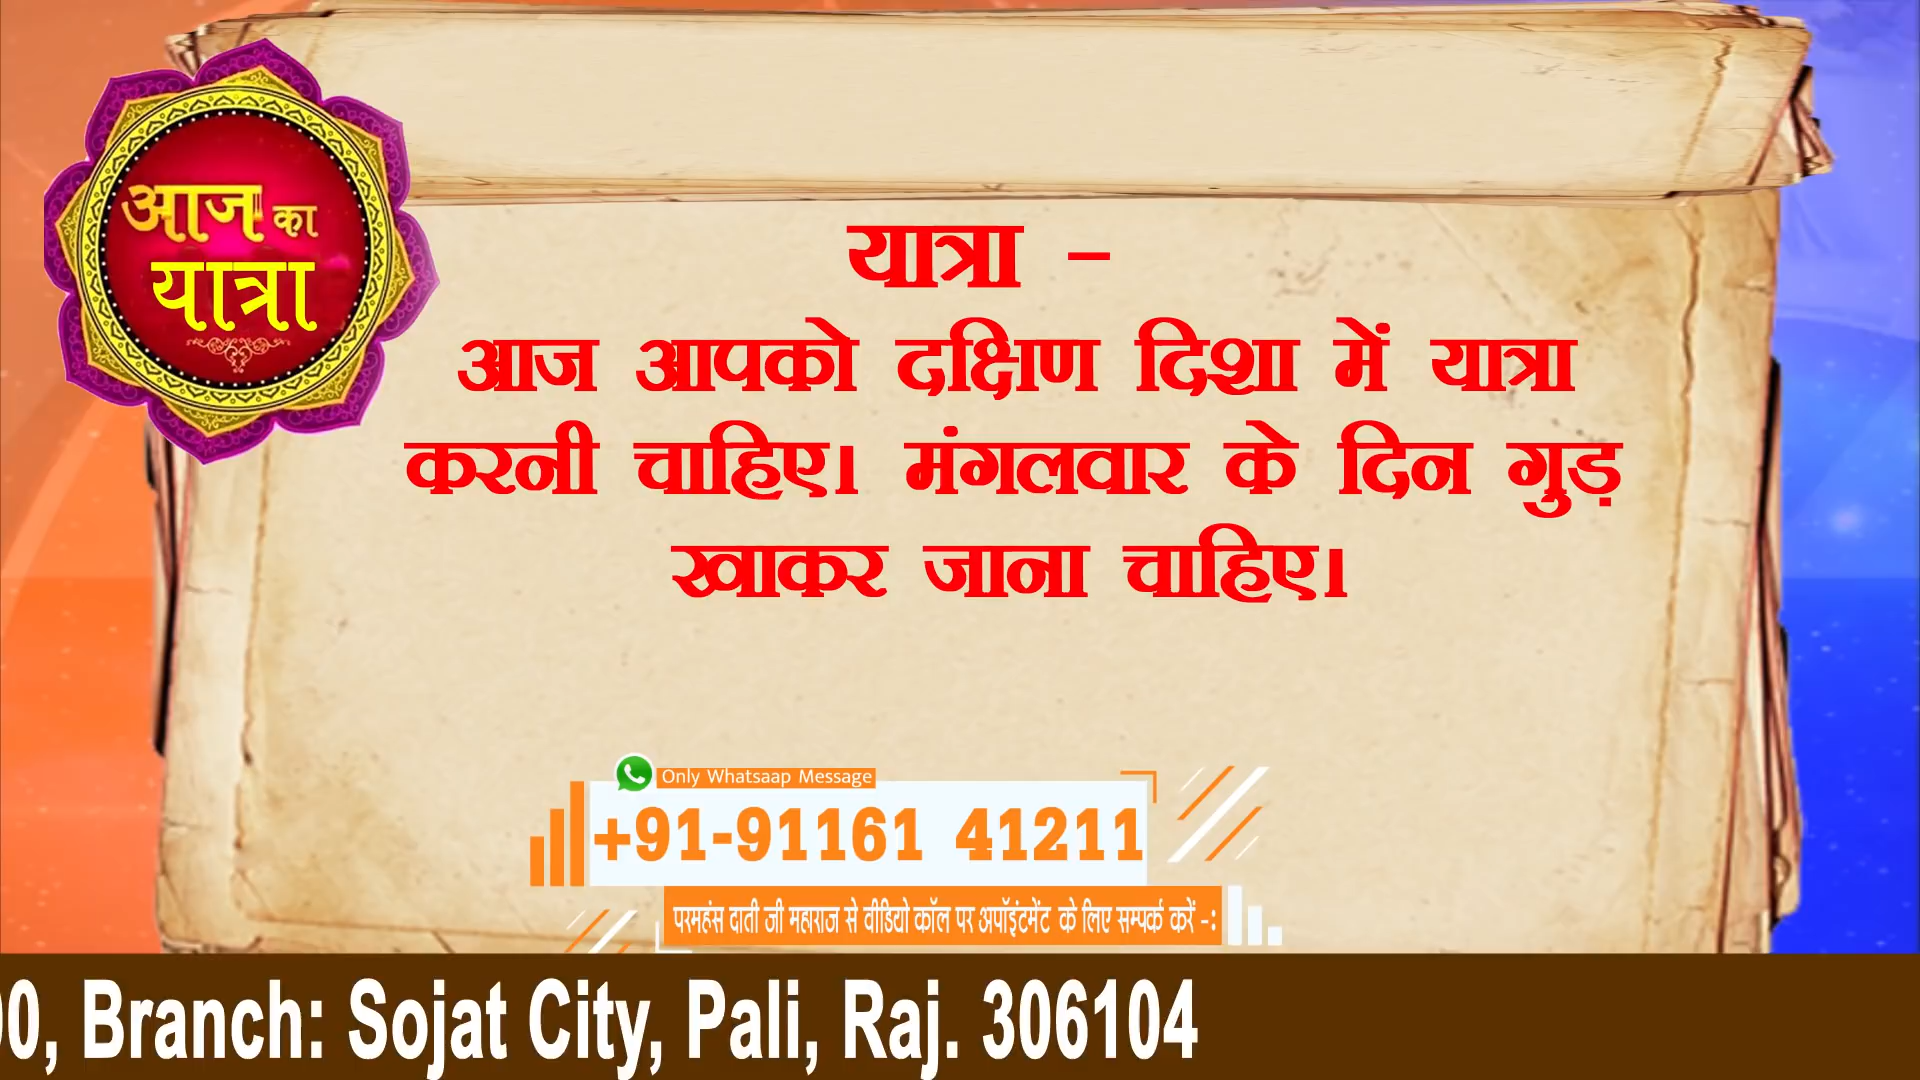 आज का
यात्रा
यात्रा –
आज आपको दक्षिण दिशा में यात्रा
करनी चाहिए। मंगलवार के दिन गुड़
खाकर जाना चाहिए।
Only Whatsaap Message
+91-91161 41211
परमहंस दाती जी महाराज से वीडियो कॉल पर अपॉइंटमेंट के लिए सम्पर्क करें -:
0, Branch: Sojat City, Pali, Raj. 306104